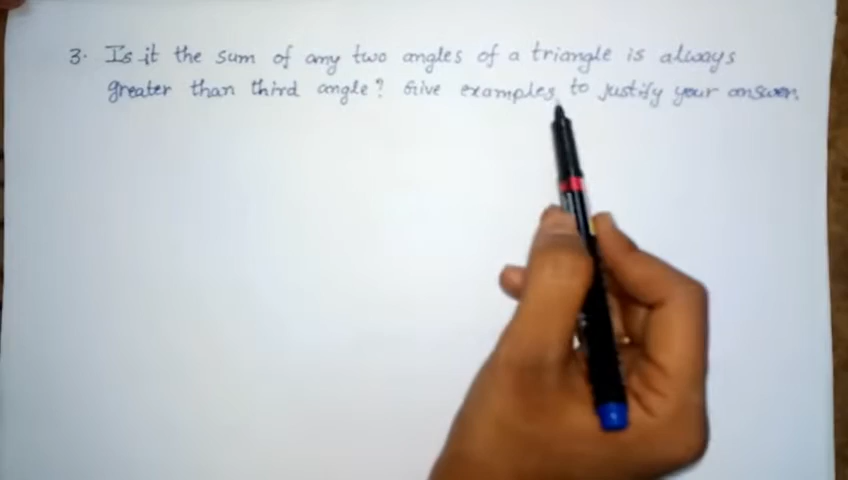 3. Is it the sum of any two angles of a triangle is always
greater than third angle? Give examples to justify your answer.